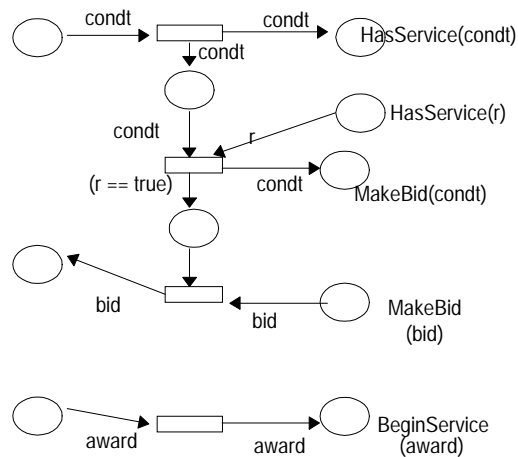 condt
condt
HasService(condt)
condt
condt
r
HasService(r)
(r == true)
condt
MakeBid(condt)
bid
bid
MakeBid
(bid)
award
award
BeginService
(award)